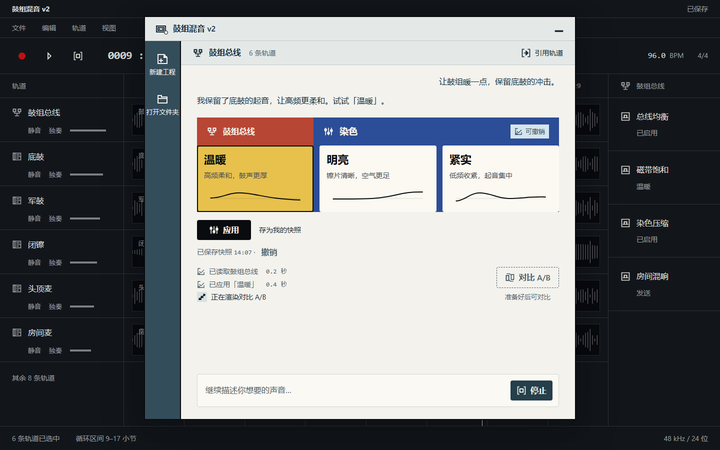 鼓组混音 v2
已保存
文件 编辑 轨道 视图
0009 :
96.0 BPM 4/4
轨道
鼓组总线
静音 独奏
底鼓
静音 独奏
军鼓
静音 独奏
闭镲
静音 独奏
头顶麦
静音 独奏
房间麦
静音 独奏
其余 8 条轨道
鼓组混音 v2
新建工程
打开文件夹
鼓组总线 6 条轨道
引用轨道
让鼓组暖一点，保留底鼓的冲击。
我保留了底鼓的起音，让高频更柔和。试试「温暖」。
鼓组总线
染色
可撤销
温暖
高频柔和，鼓声更厚
明亮
镲片清晰，空气更足
紧实
低频收紧，起音集中
应用
存为我的快照
已保存快照 14:07 · 撤销
已读取鼓组总线 0.2 秒
已应用「温暖」 0.4 秒
正在渲染对比 A/B
对比 A/B
准备好后可对比
继续描述你想要的声音…
停止
鼓组总线
总线均衡
已启用
磁带饱和
温暖
染色压缩
已启用
房间混响
发送
6 条轨道已选中 循环区间 9–17 小节
48 kHz / 24 位